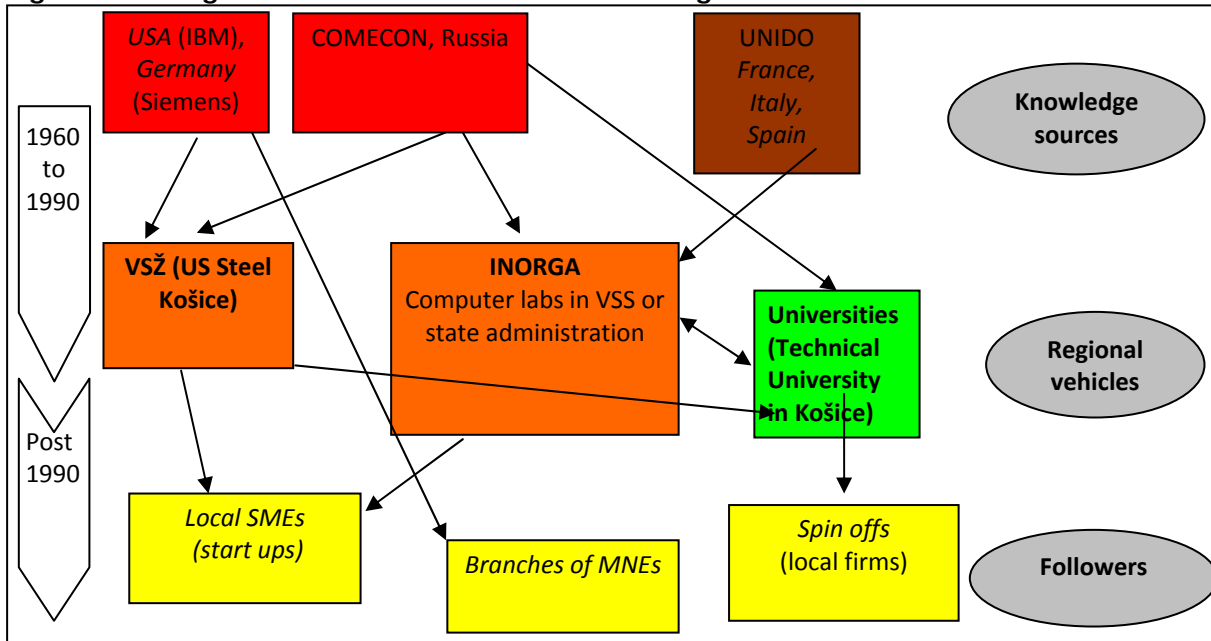 USA (IBM),
Germany
(Siemens)
COMECON, Russia
UNIDO
France,
Italy,
Spain
Knowledge
sources
1960
to
1990
VSŽ (US Steel
Košice)
INORGA
Computer labs in VSS or
state administration
Universities
(Technical
University
in Košice)
Regional
vehicles
Post
1990
Local SMEs
(start ups)
Branches of MNEs
Spin offs
(local firms)
Followers